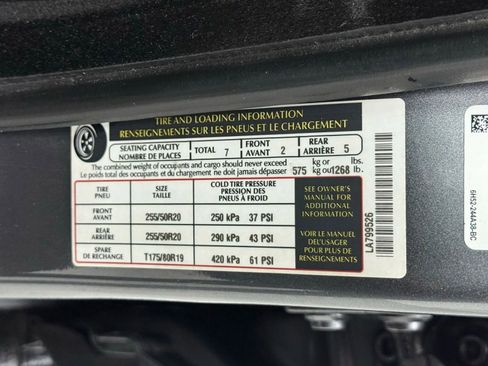 TIRE AND LOADING INFORMATION
RENSEIGNEMENTS SUR LES PNEUS ET LE CHARGEMENT
SEATING CAPACITY
NOMBRE DE PLACES
TOTAL 7
FRONT
AVANT 2
REAR
ARRIÈRE 5
The combined weight of occupants and cargo should never exceed
Le poids total des occupants et du chargement ne doit jamais dépasser
575 kg or
kg ou
1268 lbs.
lb.
TIRE
PNEU
SIZE
TAILLE
COLD TIRE PRESSURE
PRESSION DES
PNEUS À FROID
FRONT
AVANT
255/50R20
250 kPa 37 PSI
REAR
ARRIÈRE
255/50R20
290 kPa 43 PSI
SPARE
DE RECHANGE
T175/80R19
420 kPa 61 PSI
SEE OWNER'S
MANUAL FOR
ADDITIONAL
INFORMATION
VOIR LE MANUEL
DE L'USAGER
POUR PLUS DE
RENSEIGNEMENTS
LA799526
6H52-244A38-BC